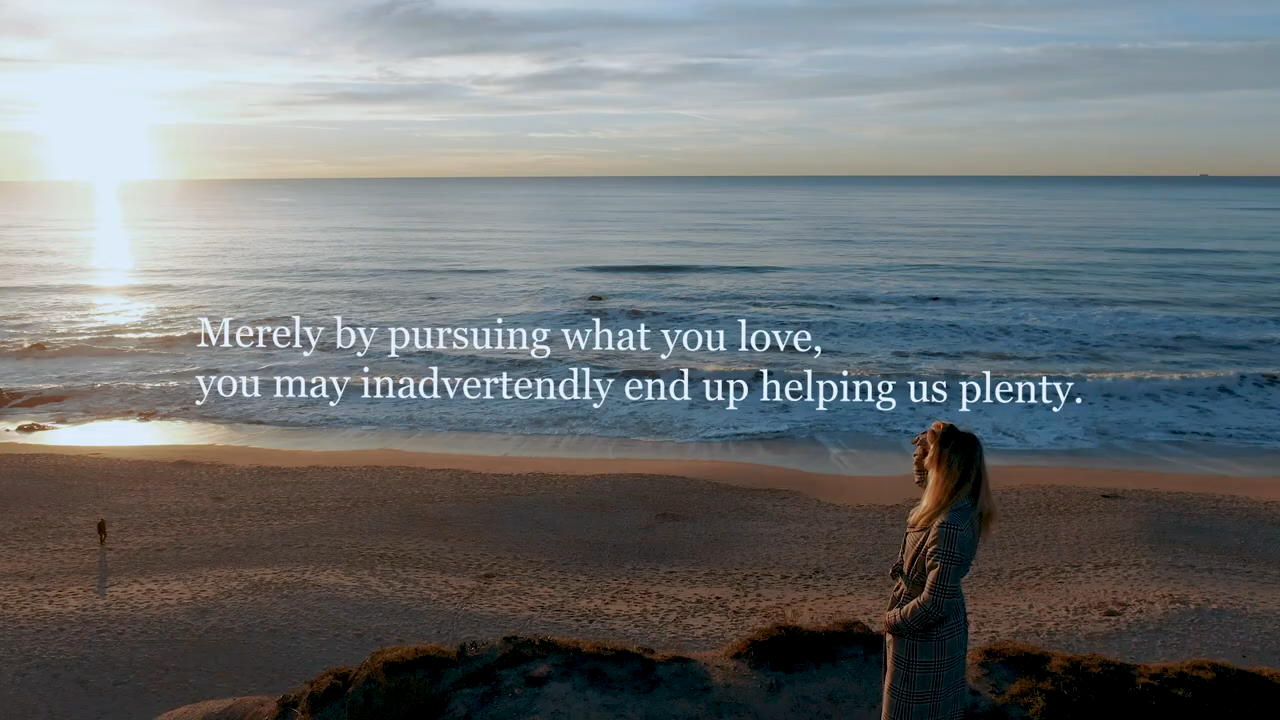 Merely by pursuing what you love,
you may inadvertendly end up helping us plenty.